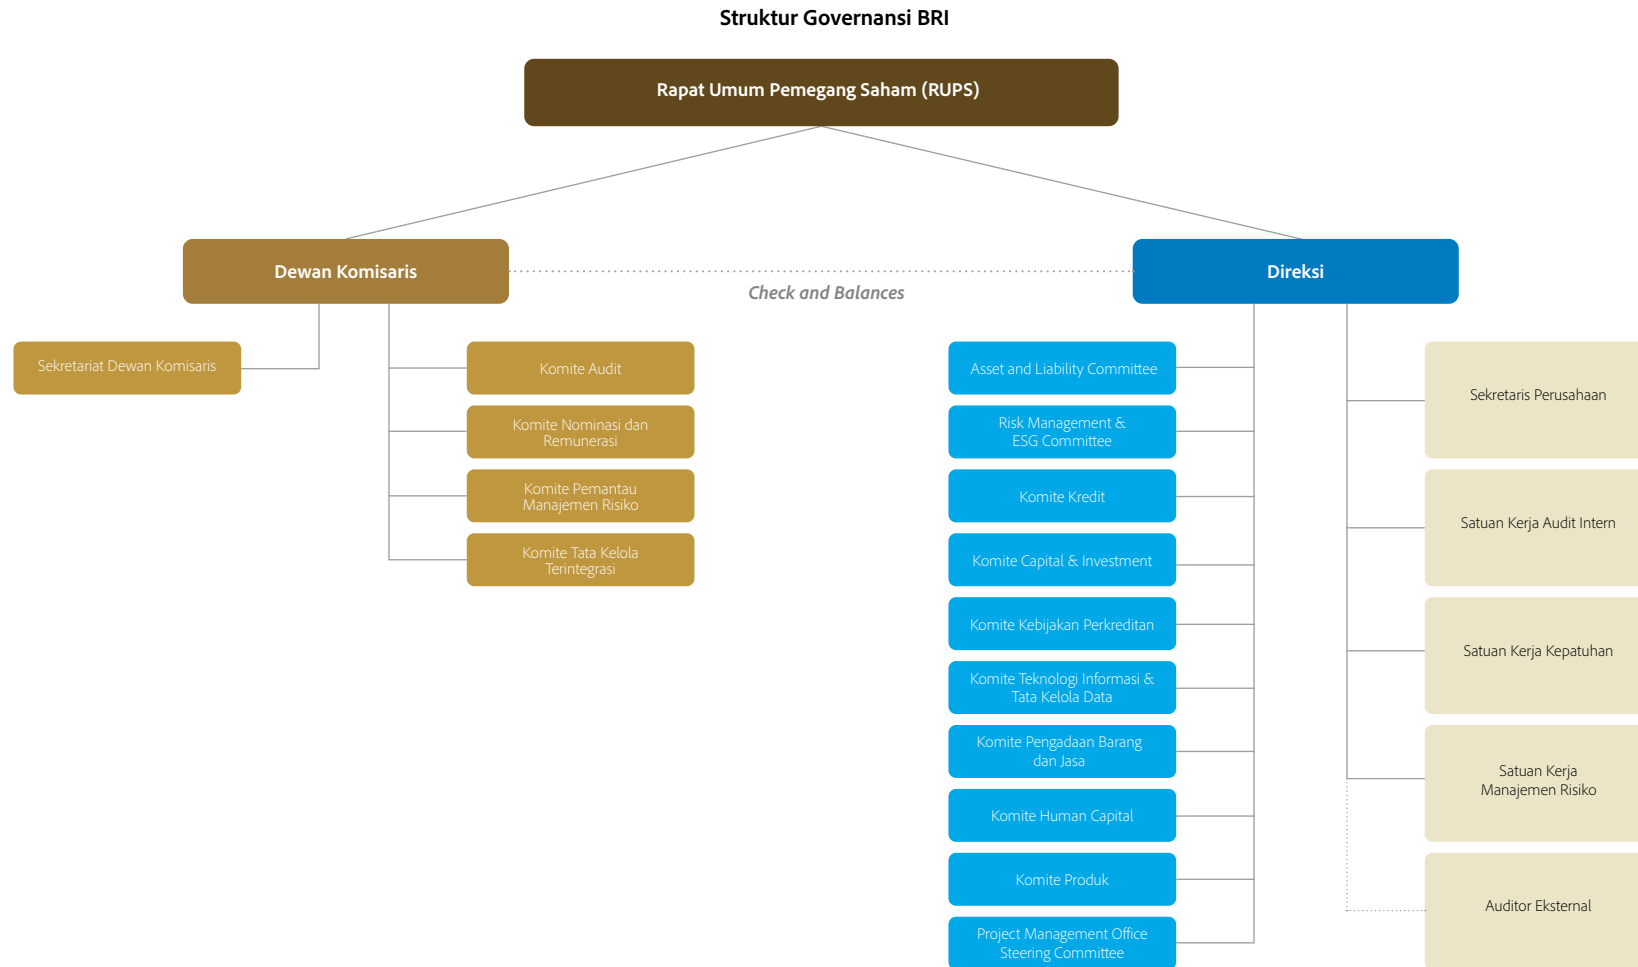 Struktur Governansi BRI
Rapat Umum Pemegang Saham (RUPS)
Dewan Komisaris
Check and Balances
Direksi
Sekretariat Dewan Komisaris
Komite Audit
Komite Nominasi dan
Remunerasi
Komite Pemantau
Manajemen Risiko
Komite Tata Kelola
Terintegrasi
Asset and Liability Committee
Risk Management &
ESG Committee
Komite Kredit
Komite Capital & Investment
Komite Kebijakan Perkreditan
Komite Teknologi Informasi &
Tata Kelola Data
Komite Pengadaan Barang
dan Jasa
Komite Human Capital
Komite Produk
Project Management Office
Steering Committee
Sekretaris Perusahaan
Satuan Kerja Audit Intern
Satuan Kerja Kepatuhan
Satuan Kerja
Manajemen Risiko
Auditor Eksternal